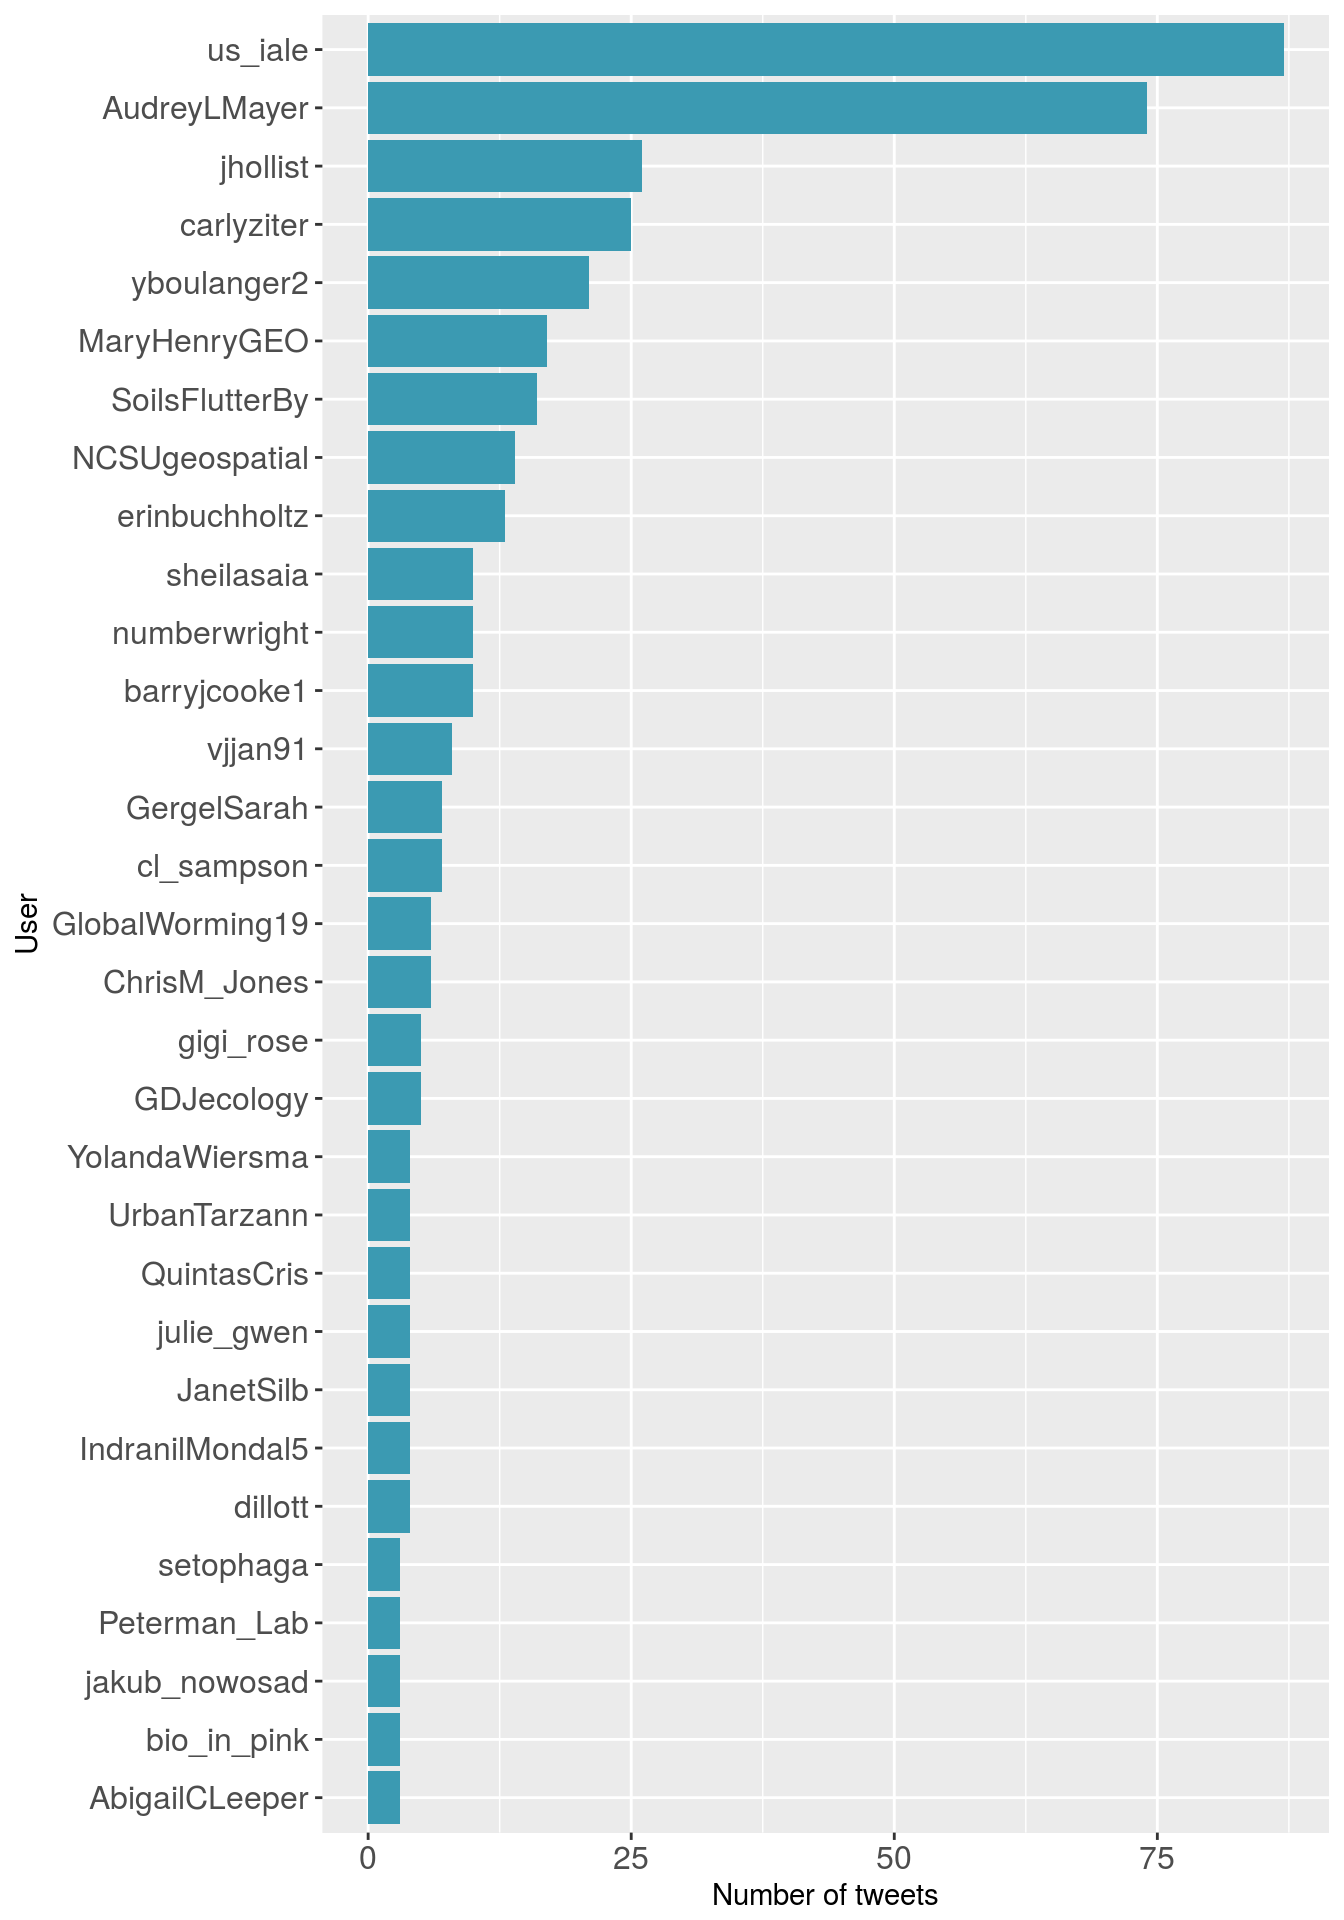 us_iale
AudreyLMayer
jhollist
carlyziter
yboulanger2
MaryHenryGEO
SoilsFlutterBy
NCSUgeospatial
erinbuchholtz
sheilasaia
numberwright
barryjcooke1
vjjan91
GergelSarah
cl_sampson
GlobalWorming19
ChrisM_Jones
gigi_rose
GDJecology
YolandaWiersma
UrbanTarzann
QuintasCris
julie_gwen
JanetSilb
IndranilMondal5
dillott
setophaga
Peterman_Lab
jakub_nowosad
bio_in_pink
AbigailCLeeper
User
0 25 50 75
Number of tweets